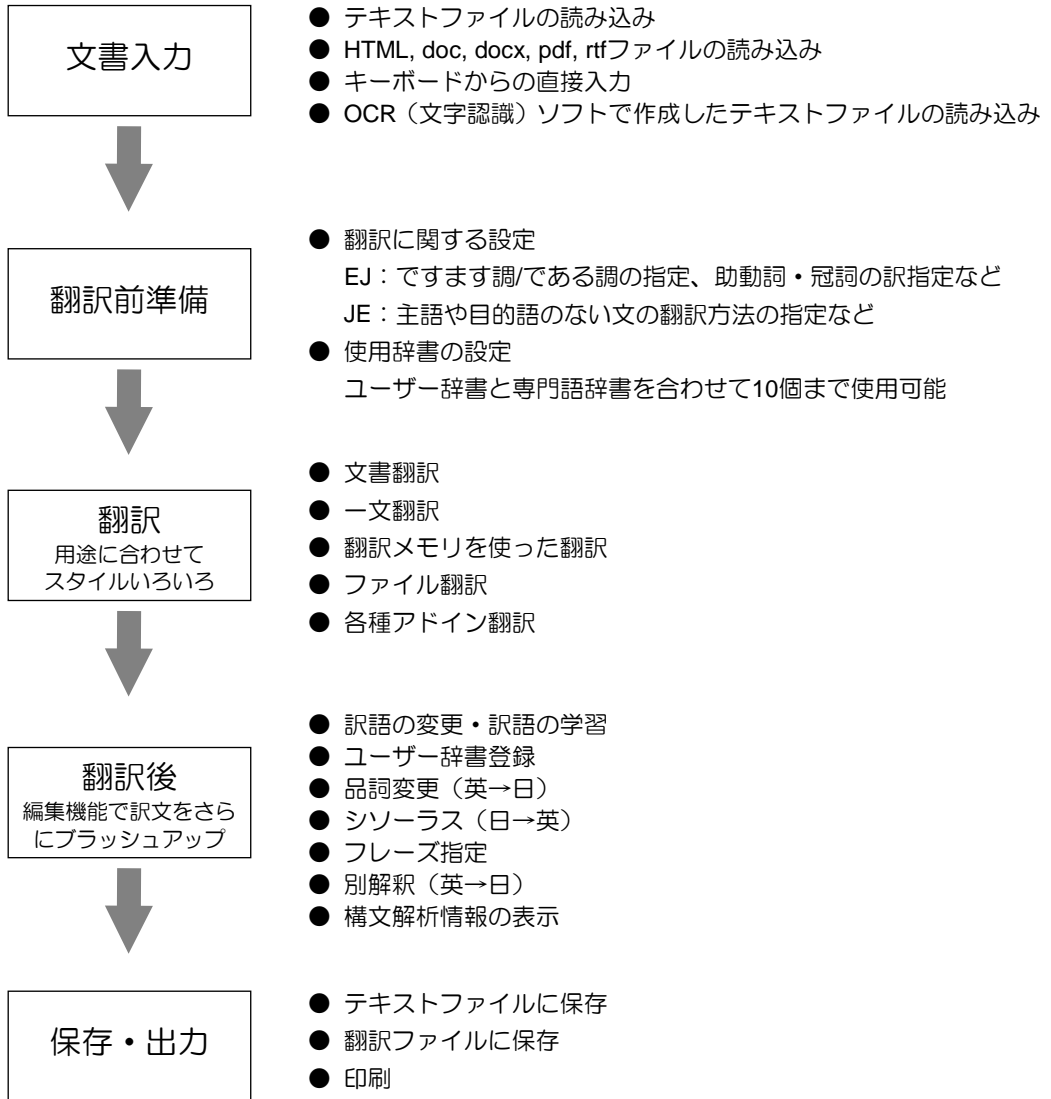 文書入力
● テキストファイルの読み込み
● HTML, doc, docx, pdf, rtfファイルの読み込み
● キーボードからの直接入力
● OCR（文字認識）ソフトで作成したテキストファイルの読み込み
翻訳前準備
● 翻訳に関する設定
EJ：ですます調/である調の指定、助動詞・冠詞の訳指定など
JE：主語や目的語のない文の翻訳方法の指定など
● 使用辞書の設定
ユーザー辞書と専門語辞書を合わせて10個まで使用可能
翻訳
用途に合わせて
スタイルいろいろ
● 文書翻訳
● 一文翻訳
● 翻訳メモリを使った翻訳
● ファイル翻訳
● 各種アドイン翻訳
翻訳後
編集機能で訳文をさら
にブラッシュアップ
● 訳語の変更・訳語の学習
● ユーザー辞書登録
● 品詞変更（英→日）
● シソーラス（日→英）
● フレーズ指定
● 別解釈（英→日）
● 構文解析情報の表示
保存・出力
● テキストファイルに保存
● 翻訳ファイルに保存
● 印刷